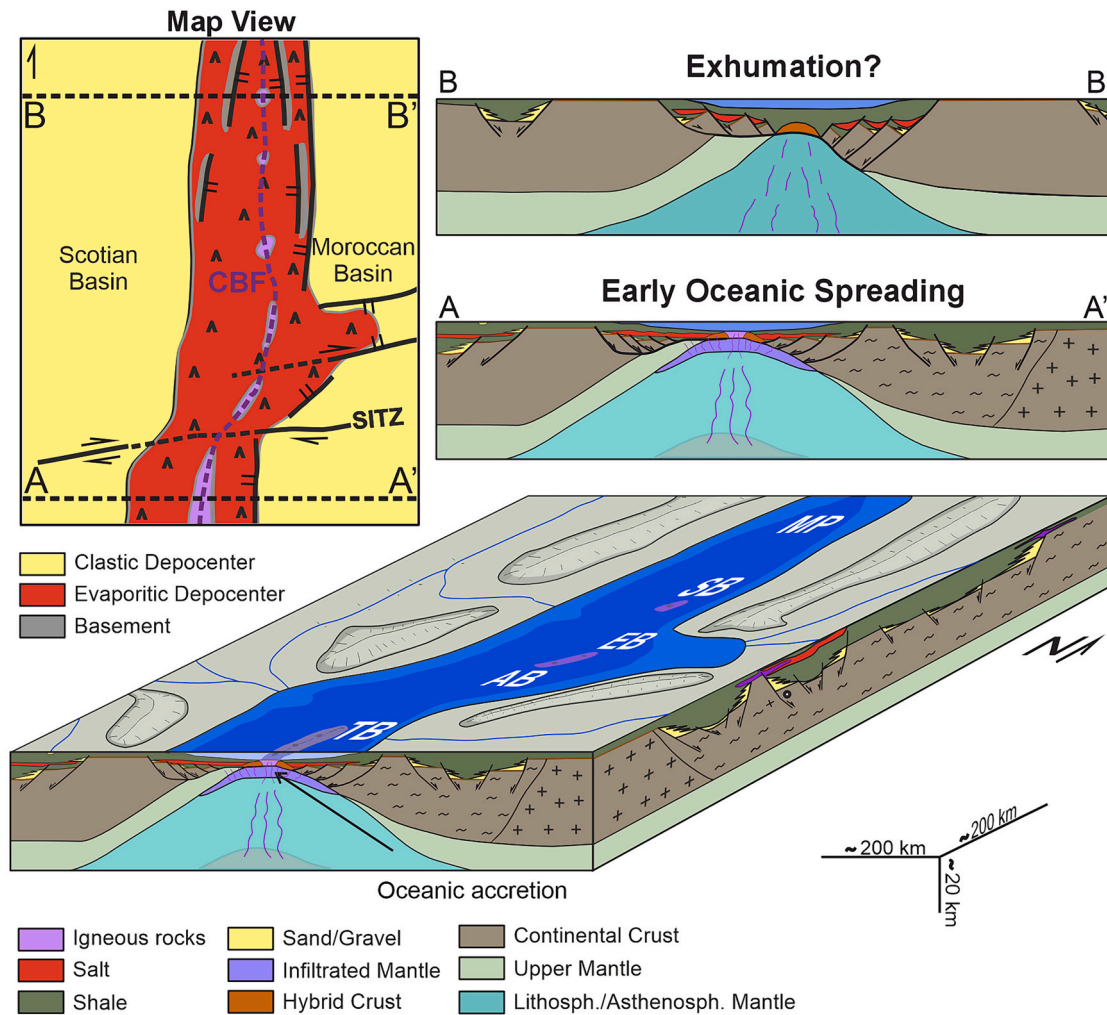 Map View
B
B'
Scotian
Basin
Moroccan
Basin
CBF
SITZ
A
A'
Clastic Depocenter
Evaporitic Depocenter
Basement
Exhumation?
B
B
Early Oceanic Spreading
A
A'
MP
SB
EB
AB
TB
N
Oceanic accretion
~200 km
~200 km
~20 km
Igneous rocks
Salt
Shale
Sand/Gravel
Infiltrated Mantle
Hybrid Crust
Continental Crust
Upper Mantle
Lithosph./Asthenosph. Mantle